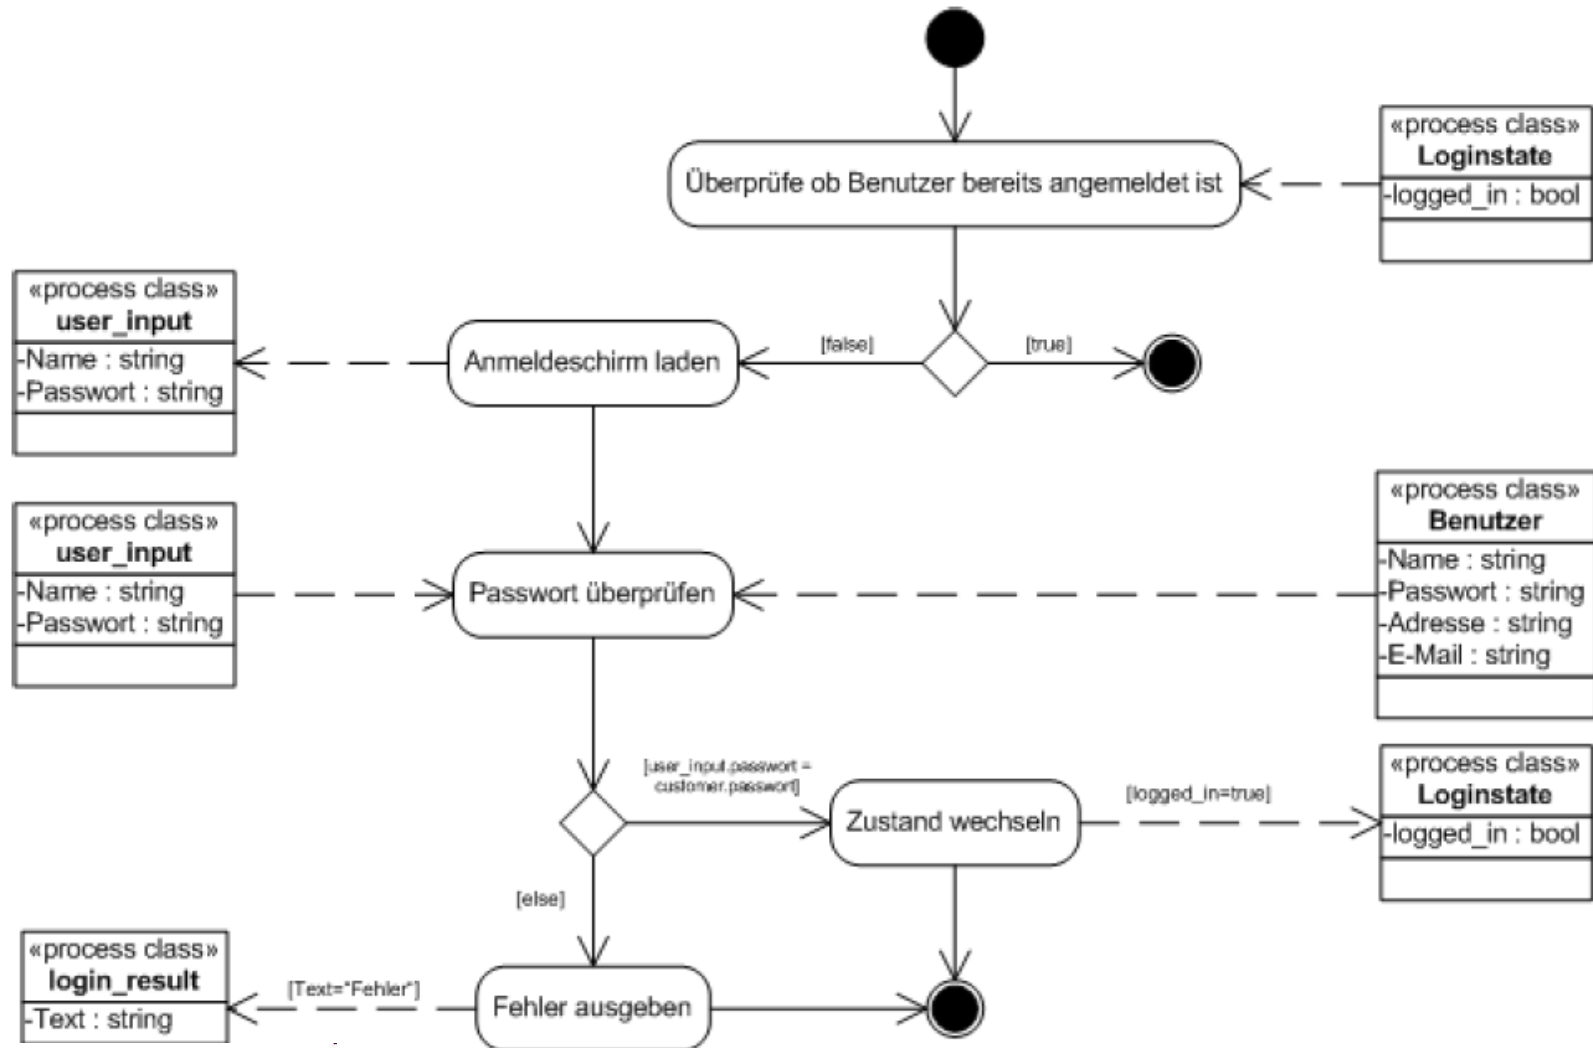 «process class»
Loginstate
-logged_in : bool
Überprüfe ob Benutzer bereits angemeldet ist
«process class»
user_input
-Name : string
-Passwort : string
Anmeldeschirm laden
[false]
[true]
«process class»
user_input
-Name : string
-Passwort : string
Passwort überprüfen
«process class»
Benutzer
-Name : string
-Passwort : string
-Adresse : string
-E-Mail : string
[user_input.passwort =
customer.passwort]
Zustand wechseln
[logged_in=true]
«process class»
Loginstate
-logged_in : bool
[else]
«process class»
login_result
-Text : string
[Text="Fehler"]
Fehler ausgeben